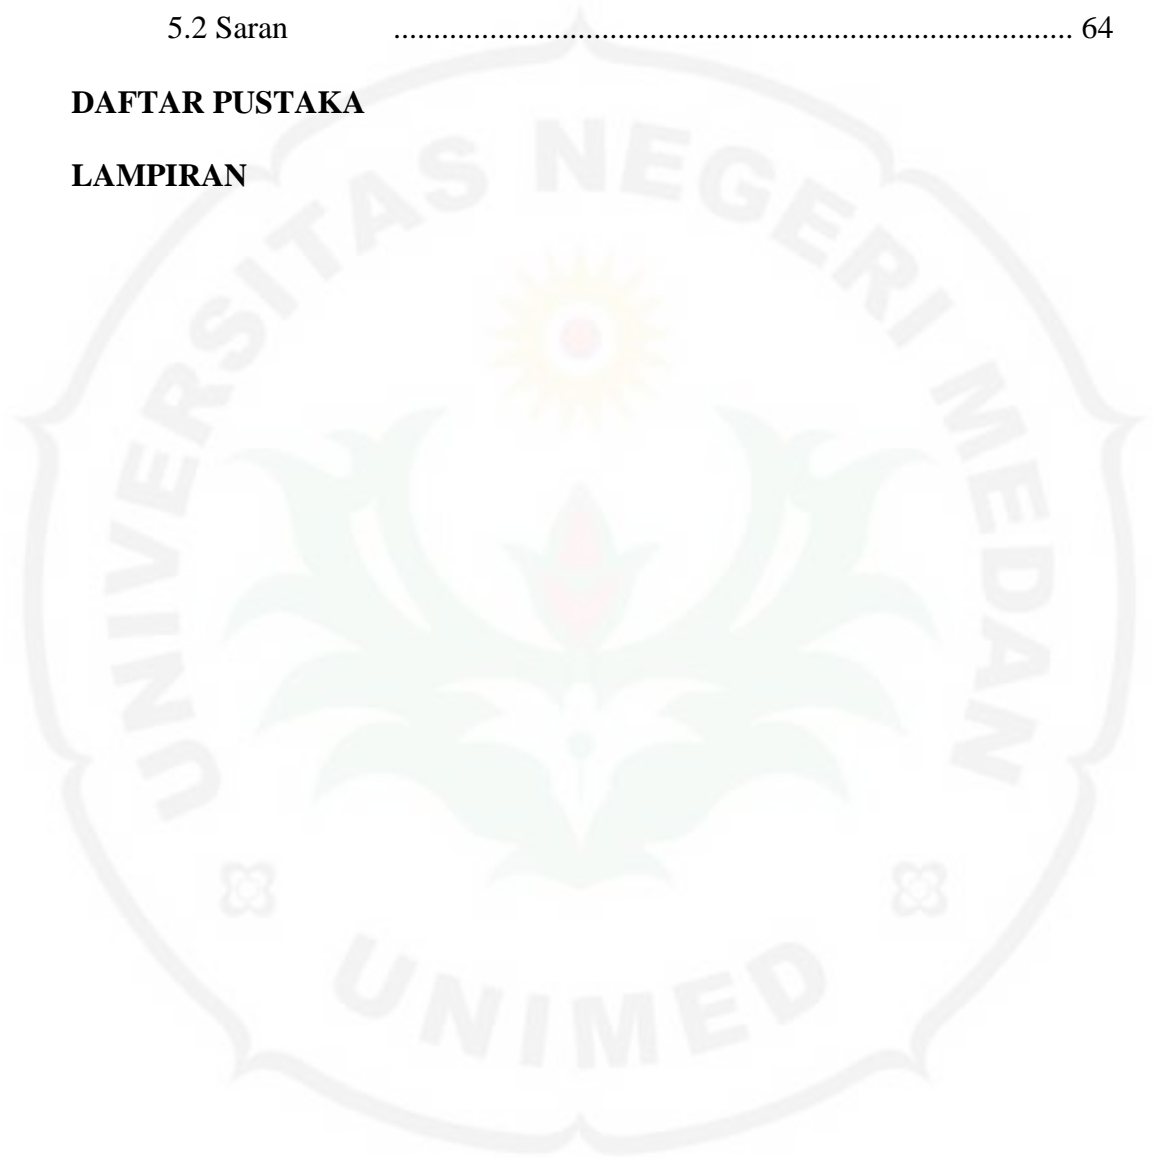 5.2 Saran ........................................................................................ 64
DAFTAR PUSTAKA
LAMPIRAN
UNIVERSITAS NEGERI MEDAN
UNIMED